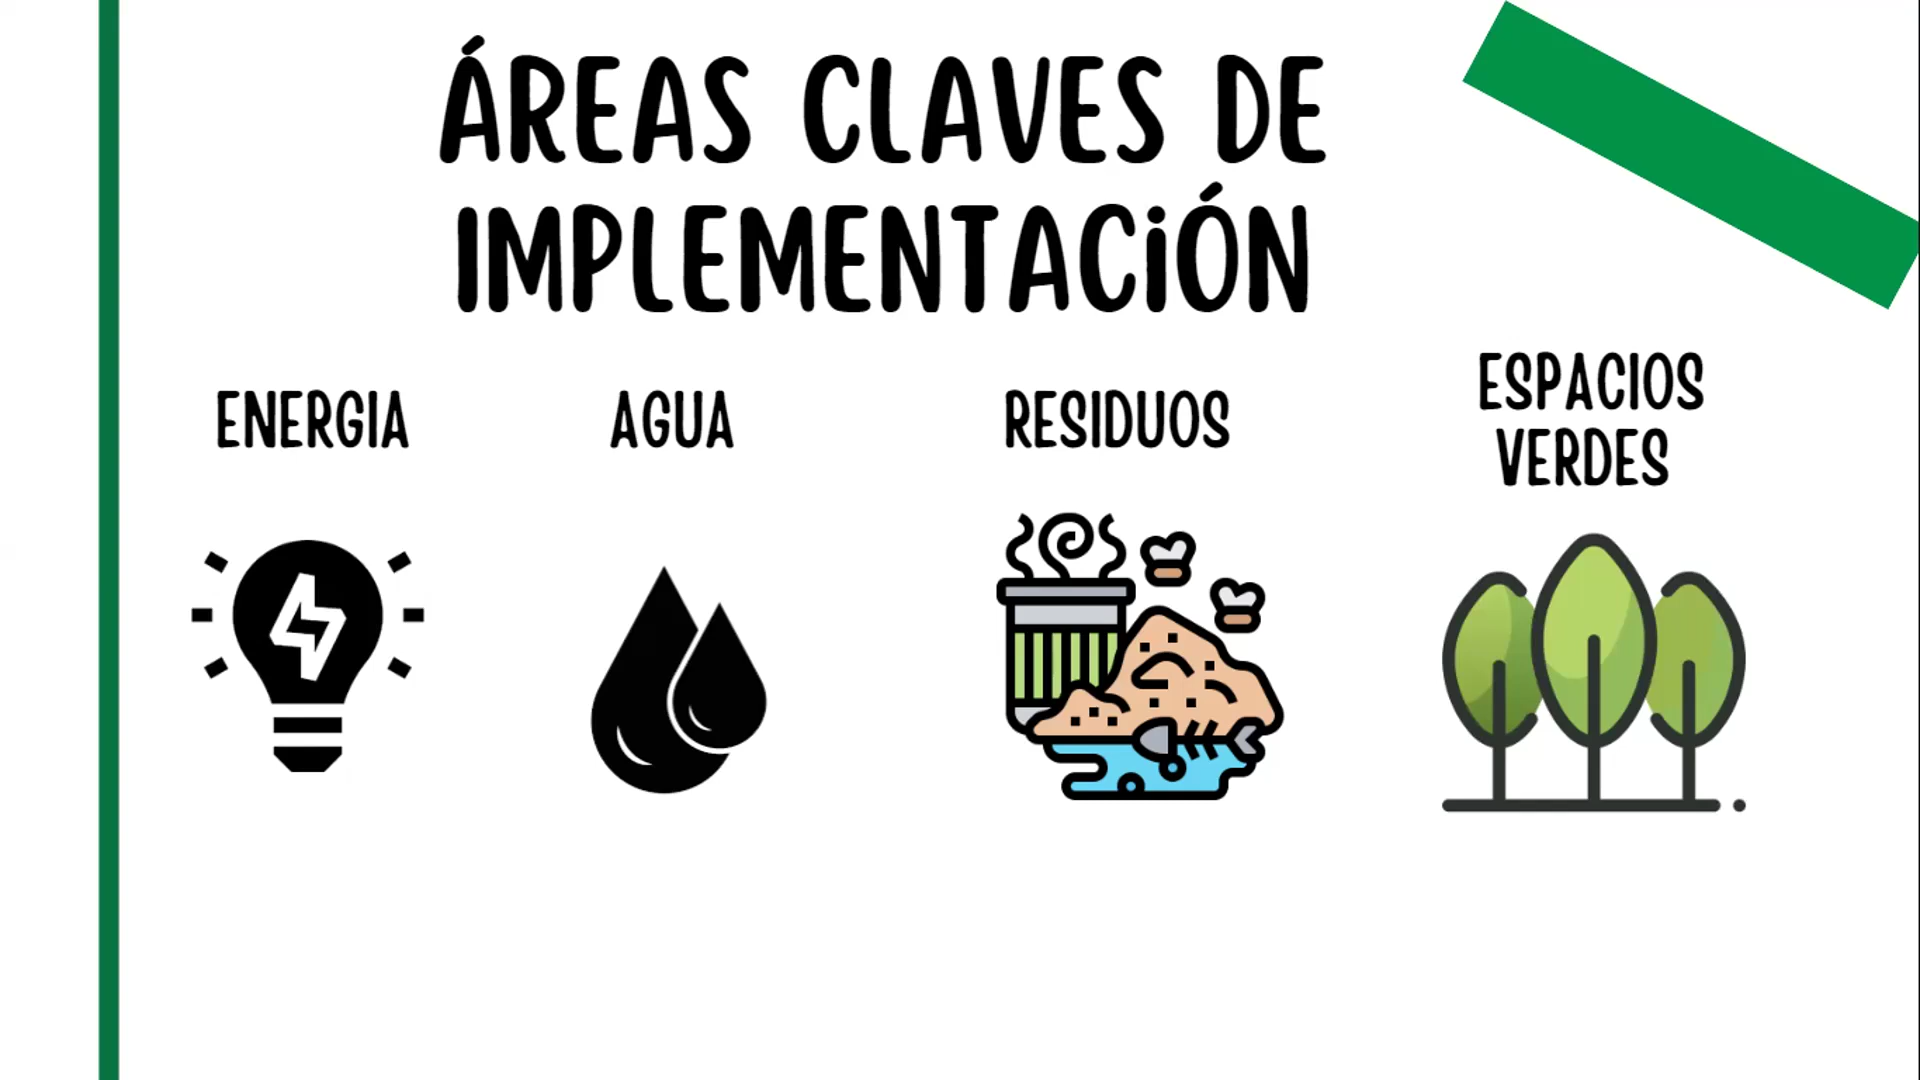 ÁREAS CLAVES DE
IMPLEMENTACiÓN
ENERGIA
AGUA
RESIDUOS
ESPACIOS
VERDES